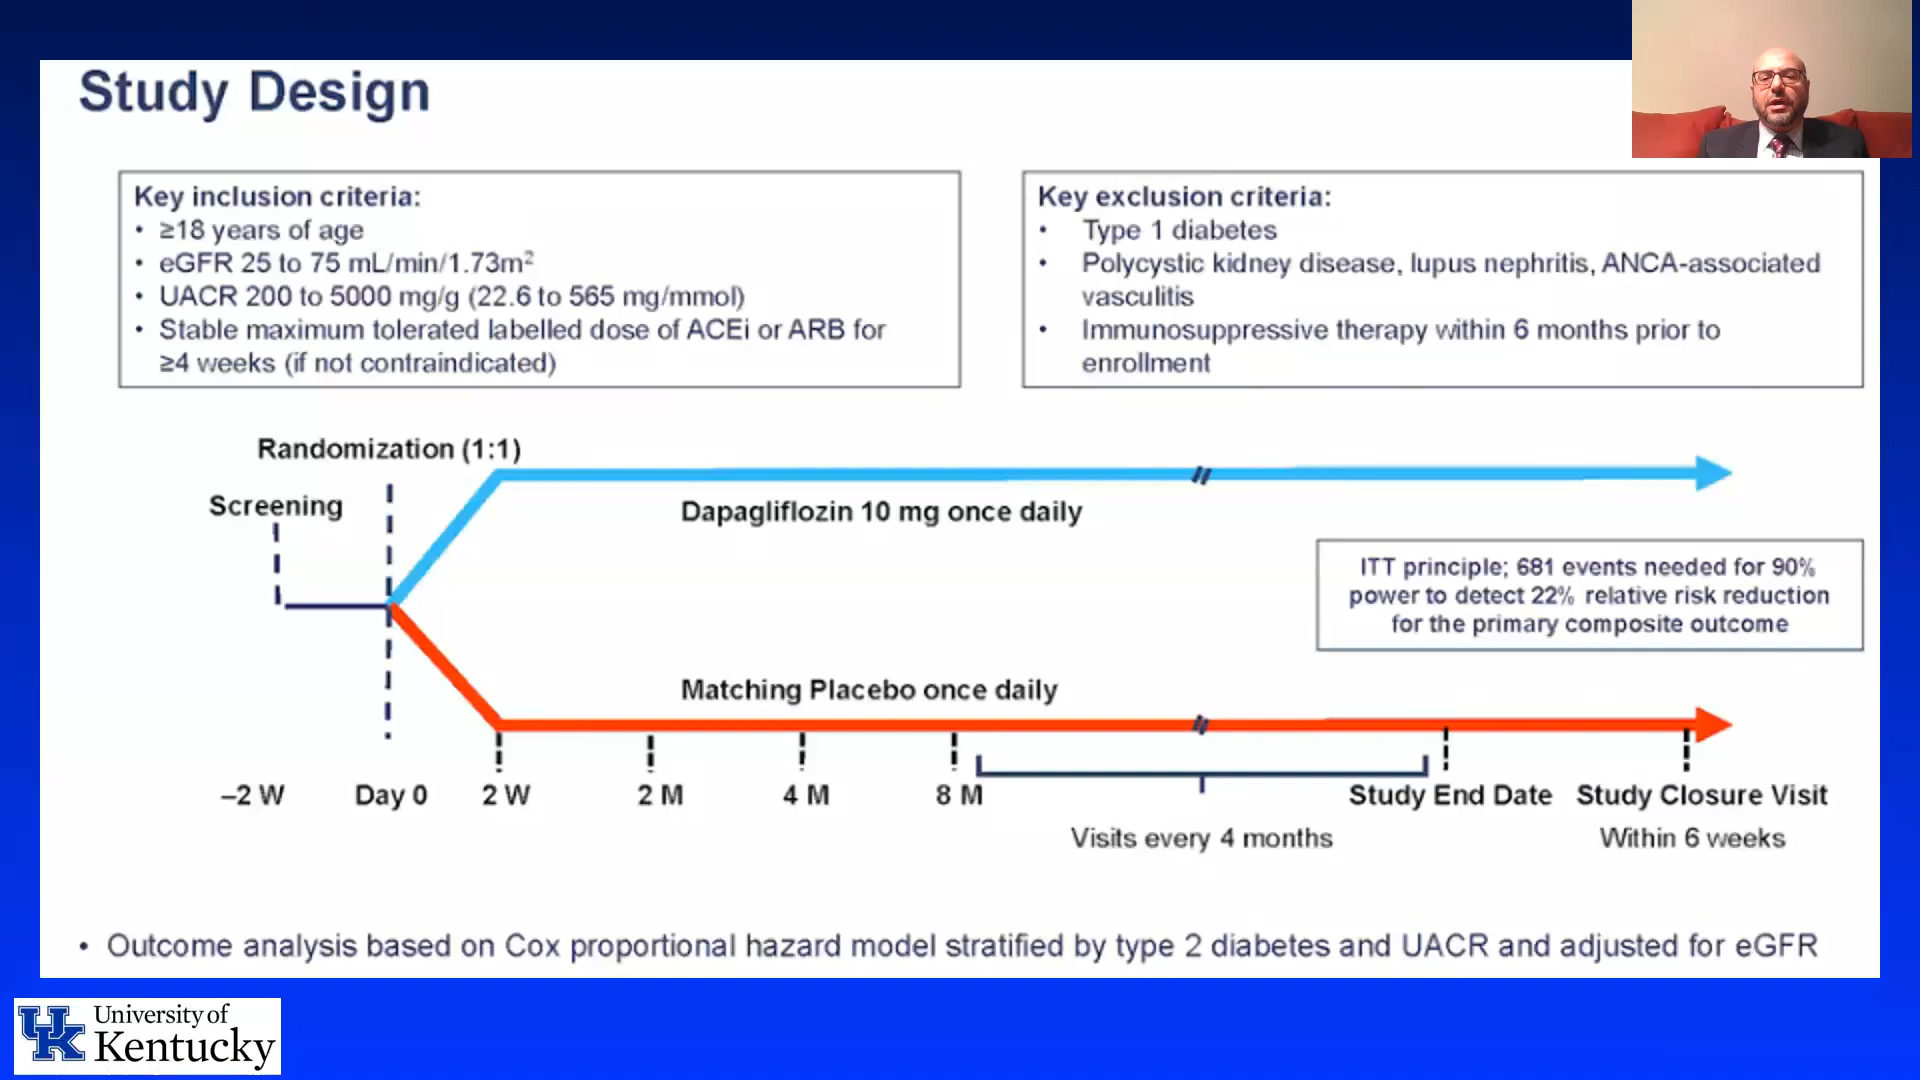 Study Design
Key inclusion criteria:
• ≥18 years of age
• eGFR 25 to 75 mL/min/1.73m²
• UACR 200 to 5000 mg/g (22.6 to 565 mg/mmol)
• Stable maximum tolerated labelled dose of ACEi or ARB for
≥4 weeks (if not contraindicated)
Key exclusion criteria:
• Type 1 diabetes
• Polycystic kidney disease, lupus nephritis, ANCA-associated
vasculitis
• Immunosuppressive therapy within 6 months prior to
enrollment
Randomization (1:1)
Screening
Dapagliflozin 10 mg once daily
ITT principle; 681 events needed for 90%
power to detect 22% relative risk reduction
for the primary composite outcome
Matching Placebo once daily
–2 W Day 0 2 W 2 M 4 M 8 M Study End Date Study Closure Visit
Visits every 4 months Within 6 weeks
• Outcome analysis based on Cox proportional hazard model stratified by type 2 diabetes and UACR and adjusted for eGFR
UK
University of
Kentucky